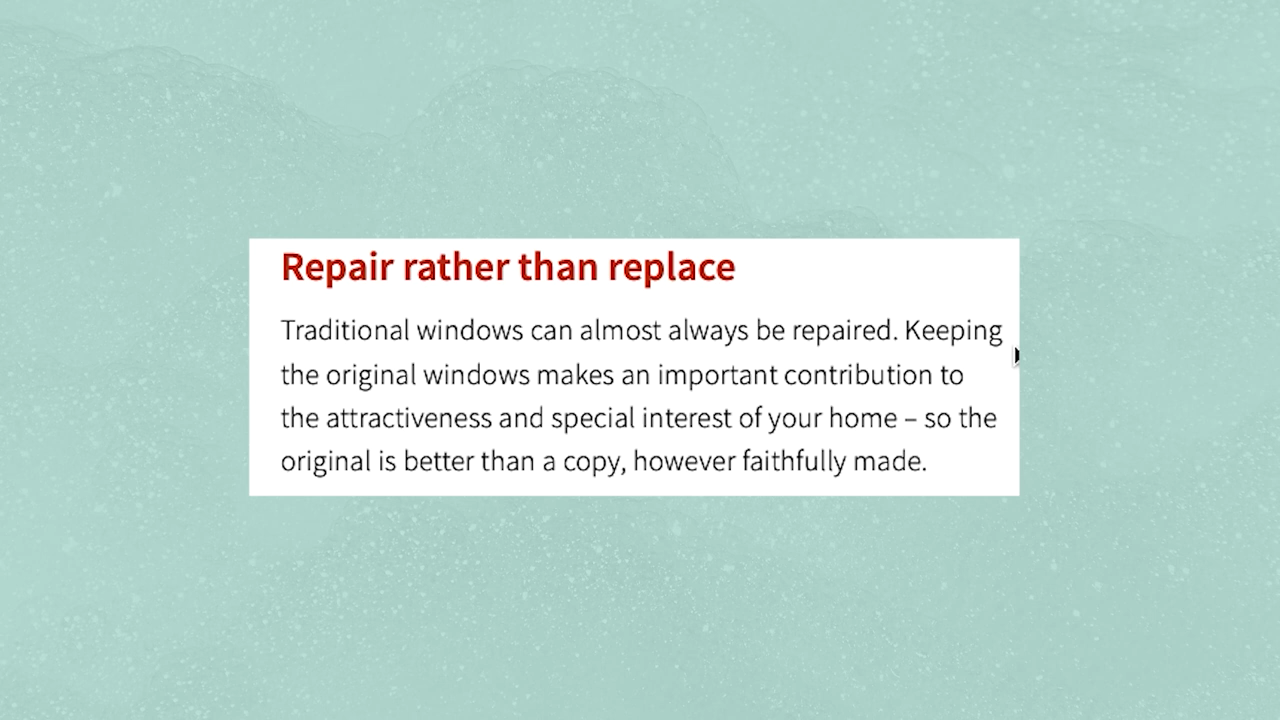 Repair rather than replace
Traditional windows can almost always be repaired. Keeping
the original windows makes an important contribution to
the attractiveness and special interest of your home – so the
original is better than a copy, however faithfully made.